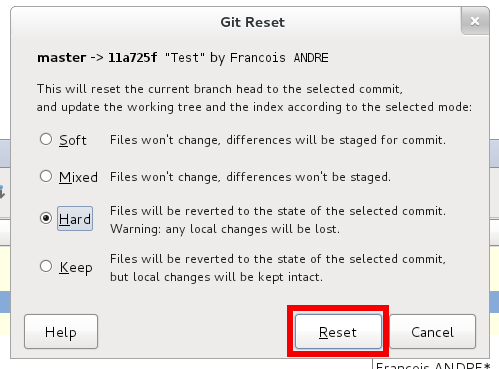 Git Reset
master -> 11a725f "Test" by Francois ANDRE
This will reset the current branch head to the selected commit,
and update the working tree and the index according to the selected mode:
Soft Files won't change, differences will be staged for commit.
Mixed Files won't change, differences won't be staged.
Hard Files will be reverted to the state of the selected commit.
Warning: any local changes will be lost.
Keep Files will be reverted to the state of the selected commit,
but local changes will be kept intact.
Help Reset Cancel
Francois ANDRE*